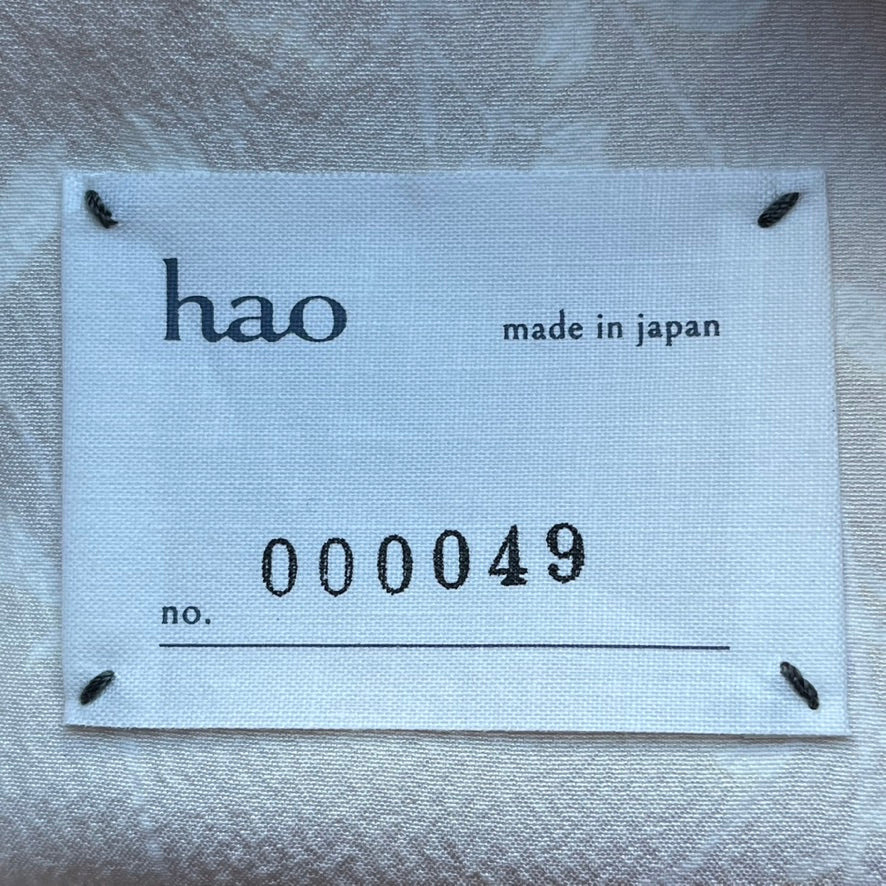 hao
made in japan
000049
no.